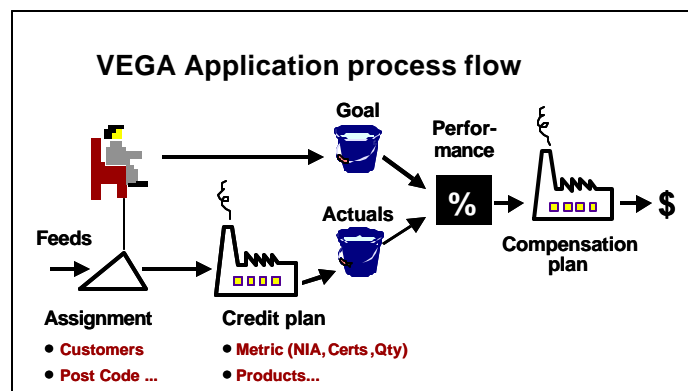 VEGA Application process flow
Goal
Perfor-
mance
%
$
Actuals
Compensation
plan
Feeds
Assignment
Credit plan
• Customers
• Metric (NIA, Certs ,Qty)
• Post Code ...
• Products...